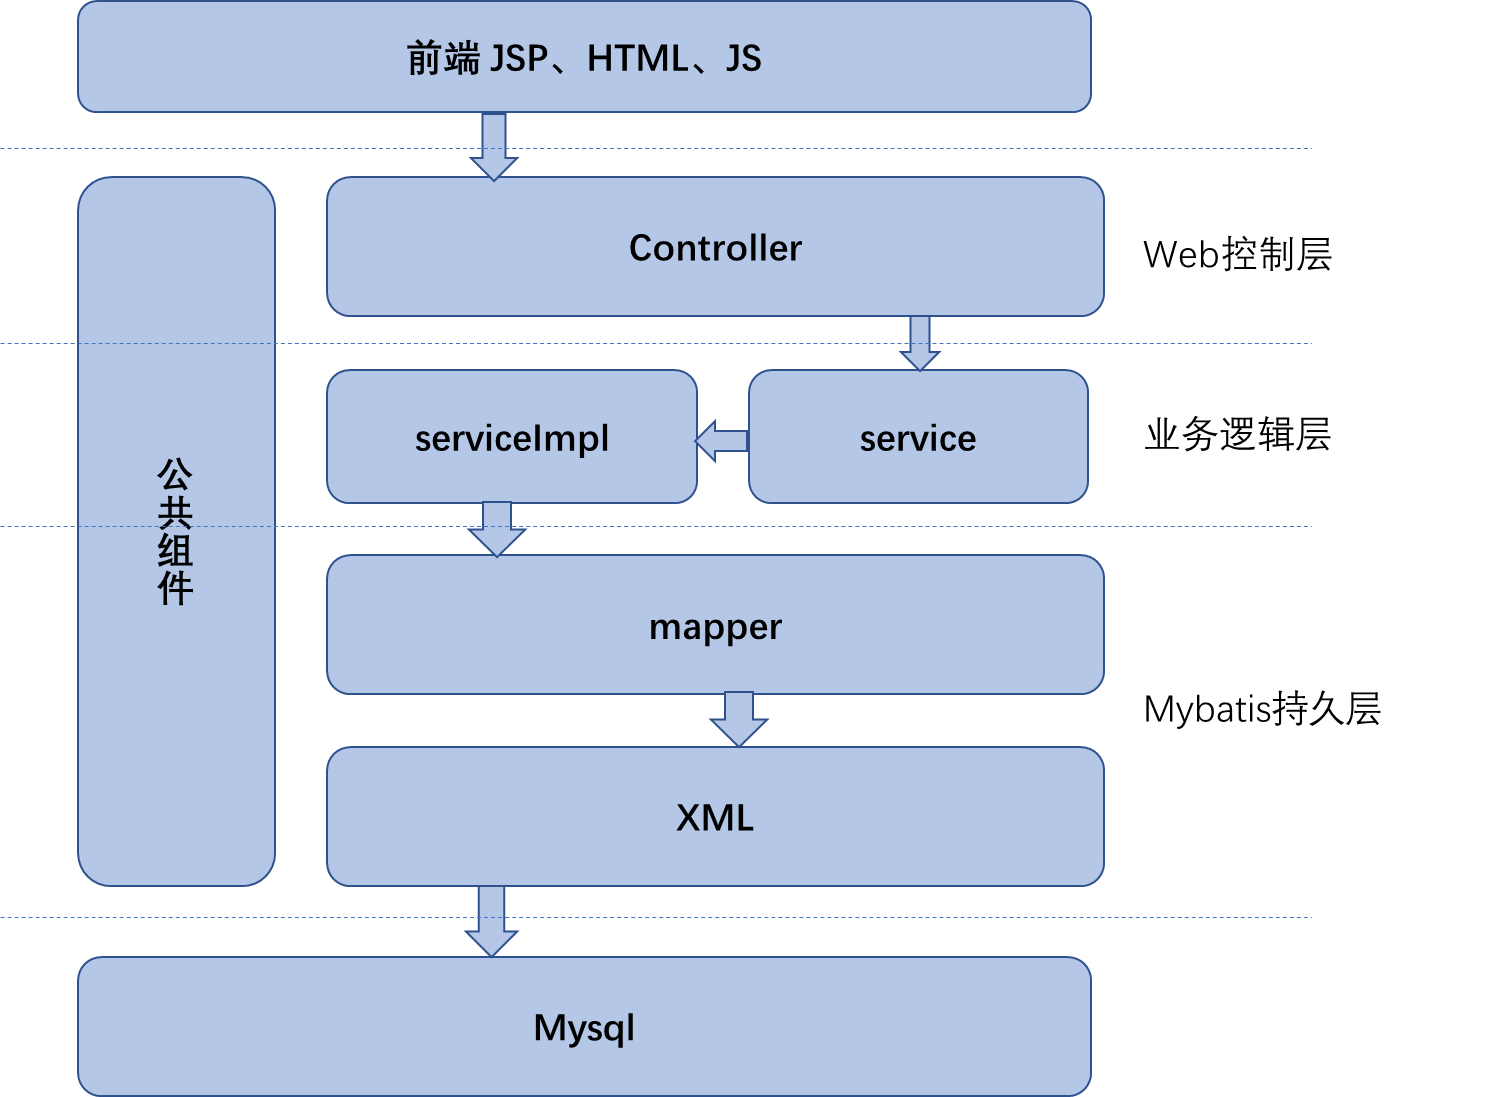 前端 JSP、HTML、JS
Controller
Web控制层
serviceImpl
service
业务逻辑层
公
共
组
件
mapper
Mybatis持久层
XML
Mysql